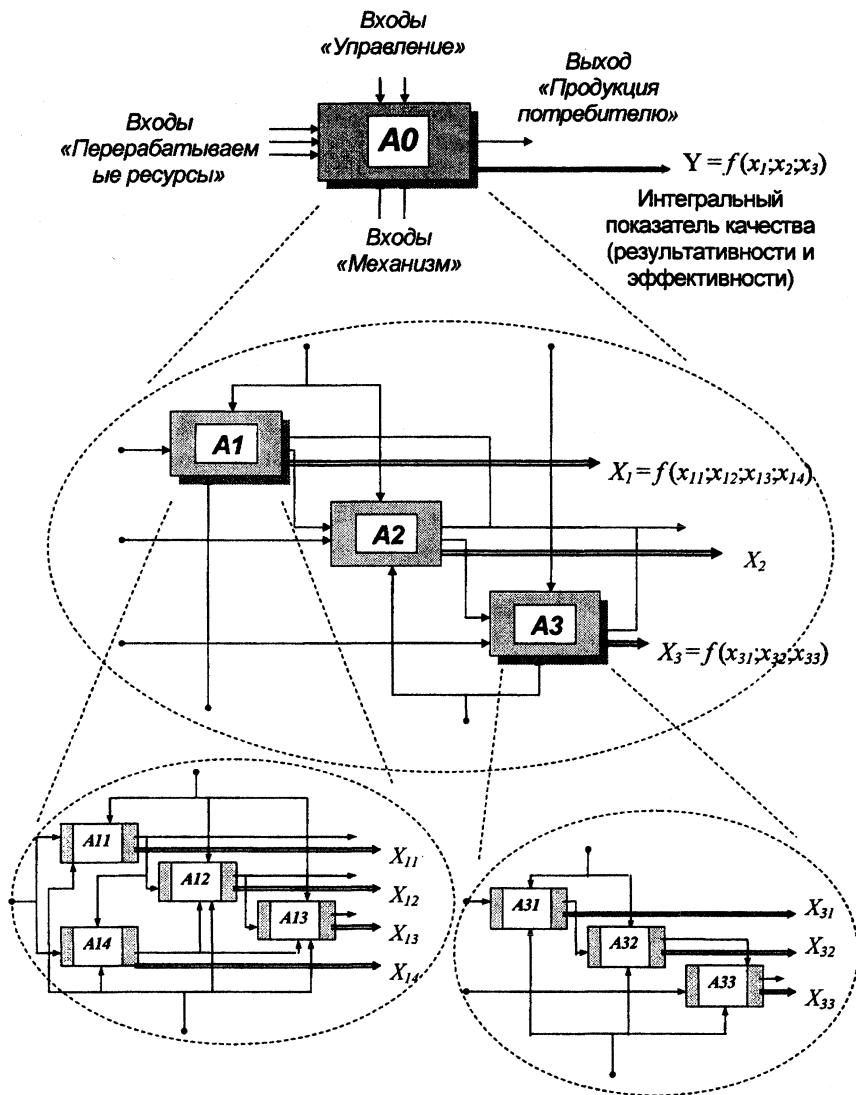 Входы
«Управление»
Выход
«Продукция
потребителю»
Входы
«Перерабатываем
ые ресурсы»
A0
Y = f(x1;x2;x3)
Интегральный
показатель качества
(результативности и
эффективности)
Входы
«Механизм»
A1
X1 = f(x11;x12;x13;x14)
A2
X2
A3
X3 = f(x31;x32;x33)
A11
X11
A12
X12
A13
X13
A14
X14
A31
X31
A32
X32
A33
X33